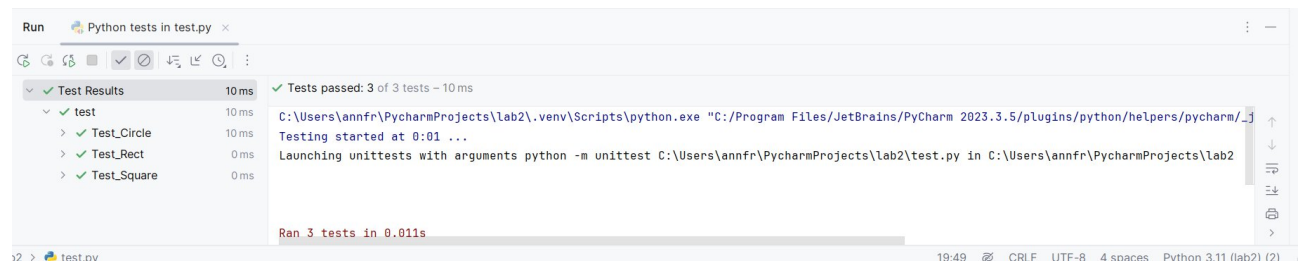 Run Python tests in test.py
Test Results 10 ms
test 10 ms
Test_Circle 10 ms
Test_Rect 0 ms
Test_Square 0 ms
Tests passed: 3 of 3 tests – 10 ms
C:\Users\annfr\PycharmProjects\lab2\.venv\Scripts\python.exe "C:/Program Files/JetBrains/PyCharm 2023.3.5/plugins/python/helpers/pycharm/_j
Testing started at 0:01 ...
Launching unittests with arguments python -m unittest C:\Users\annfr\PycharmProjects\lab2\test.py in C:\Users\annfr\PycharmProjects\lab2
Ran 3 tests in 0.011s
b2 > test.py 19:49 CRLF UTF-8 4 spaces Python 3.11 (lab2) (2)